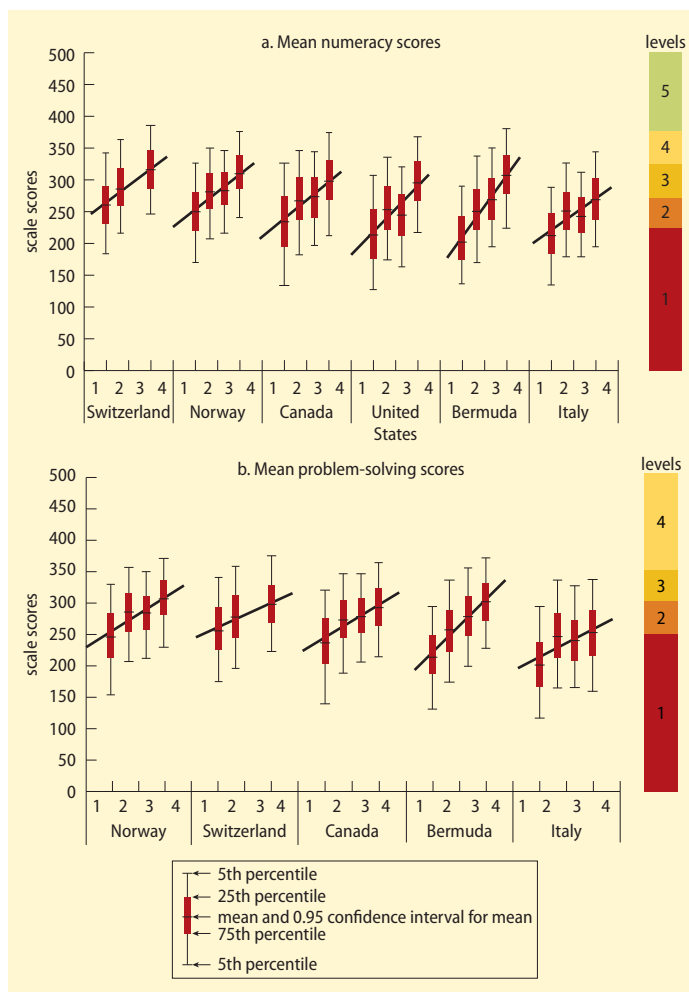 a. Mean numeracy scores
levels
500
450
400
350
300
250
200
150
100
50
0
scale scores
5
4
3
2
1
1 2 3 4 1 2 3 4 1 2 3 4 1 2 3 4 1 2 3 4 1 2 3 4
Switzerland Norway Canada United Bermuda Italy
States
b. Mean problem-solving scores
levels
500
450
400
350
300
250
200
150
100
50
0
scale scores
4
3
2
1
1 2 3 4 1 2 3 4 1 2 3 4 1 2 3 4 1 2 3 4
Norway Switzerland Canada Bermuda Italy
5th percentile
25th percentile
mean and 0.95 confidence interval for mean
75th percentile
5th percentile